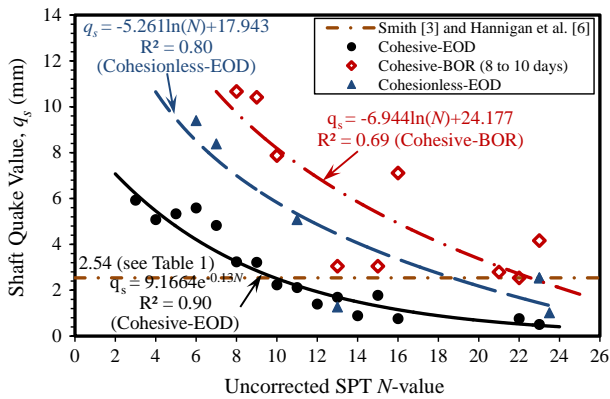 q_s = -5.261ln(N)+17.943
R² = 0.80
(Cohesionless-EOD)
Smith [3] and Hannigan et al. [6]
Cohesive-EOD
Cohesive-BOR (8 to 10 days)
Cohesionless-EOD
q_s = -6.944ln(N)+24.177
R² = 0.69 (Cohesive-BOR)
2.54 (see Table 1)
q_s = 9.1664e^-0.13N
R² = 0.90
(Cohesive-EOD)
Shaft Quake Value, q_s (mm)
14
12
10
8
6
4
2
0
0 2 4 6 8 10 12 14 16 18 20 22 24 26
Uncorrected SPT N-value